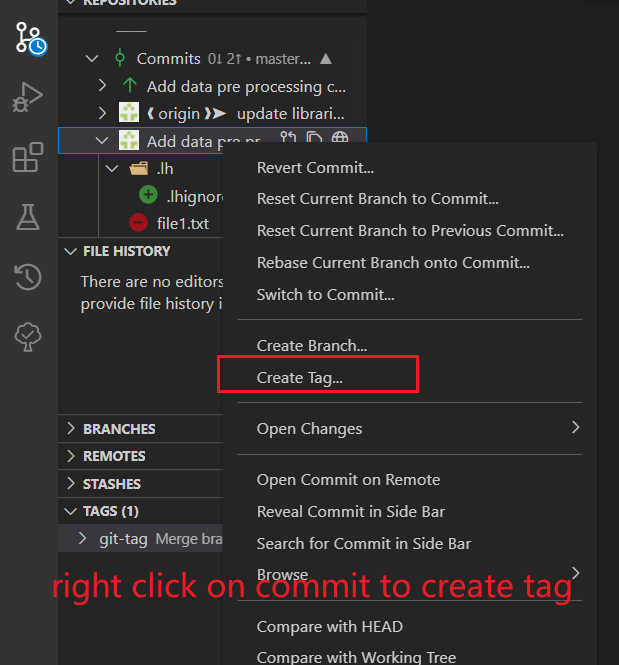 REPOSITORIES
Commits 0↓ 2↑ • master...
Add data pre processing c...
origin update librari...
Add data pre pr
.lh
.lhignor
file1.txt
FILE HISTORY
There are no editors
provide file history i
BRANCHES
REMOTES
STASHES
TAGS (1)
git-tag Merge bra
Revert Commit...
Reset Current Branch to Commit...
Reset Current Branch to Previous Commit...
Rebase Current Branch onto Commit...
Switch to Commit...
Create Branch...
Create Tag...
Open Changes
Open Commit on Remote
Reveal Commit in Side Bar
Search for Commit in Side Bar
Browse
right click on commit to create tag
Compare with HEAD
Compare with Working Tree